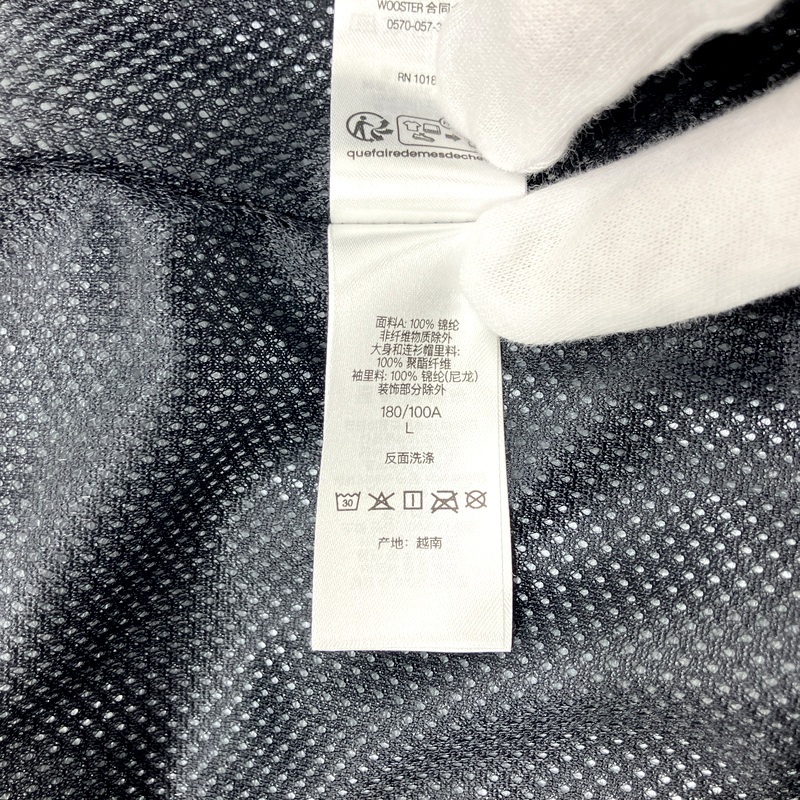 WOOSTER 合同
0570-057-
RN 1018
quefairedemesdeche
面料A: 100% 锦纶
非纤维物质除外
大身和连衫帽里料:
100% 聚酯纤维
袖里料: 100% 锦纶(尼龙)
装饰部分除外
180/100A
L
反面洗涤
30
产地: 越南